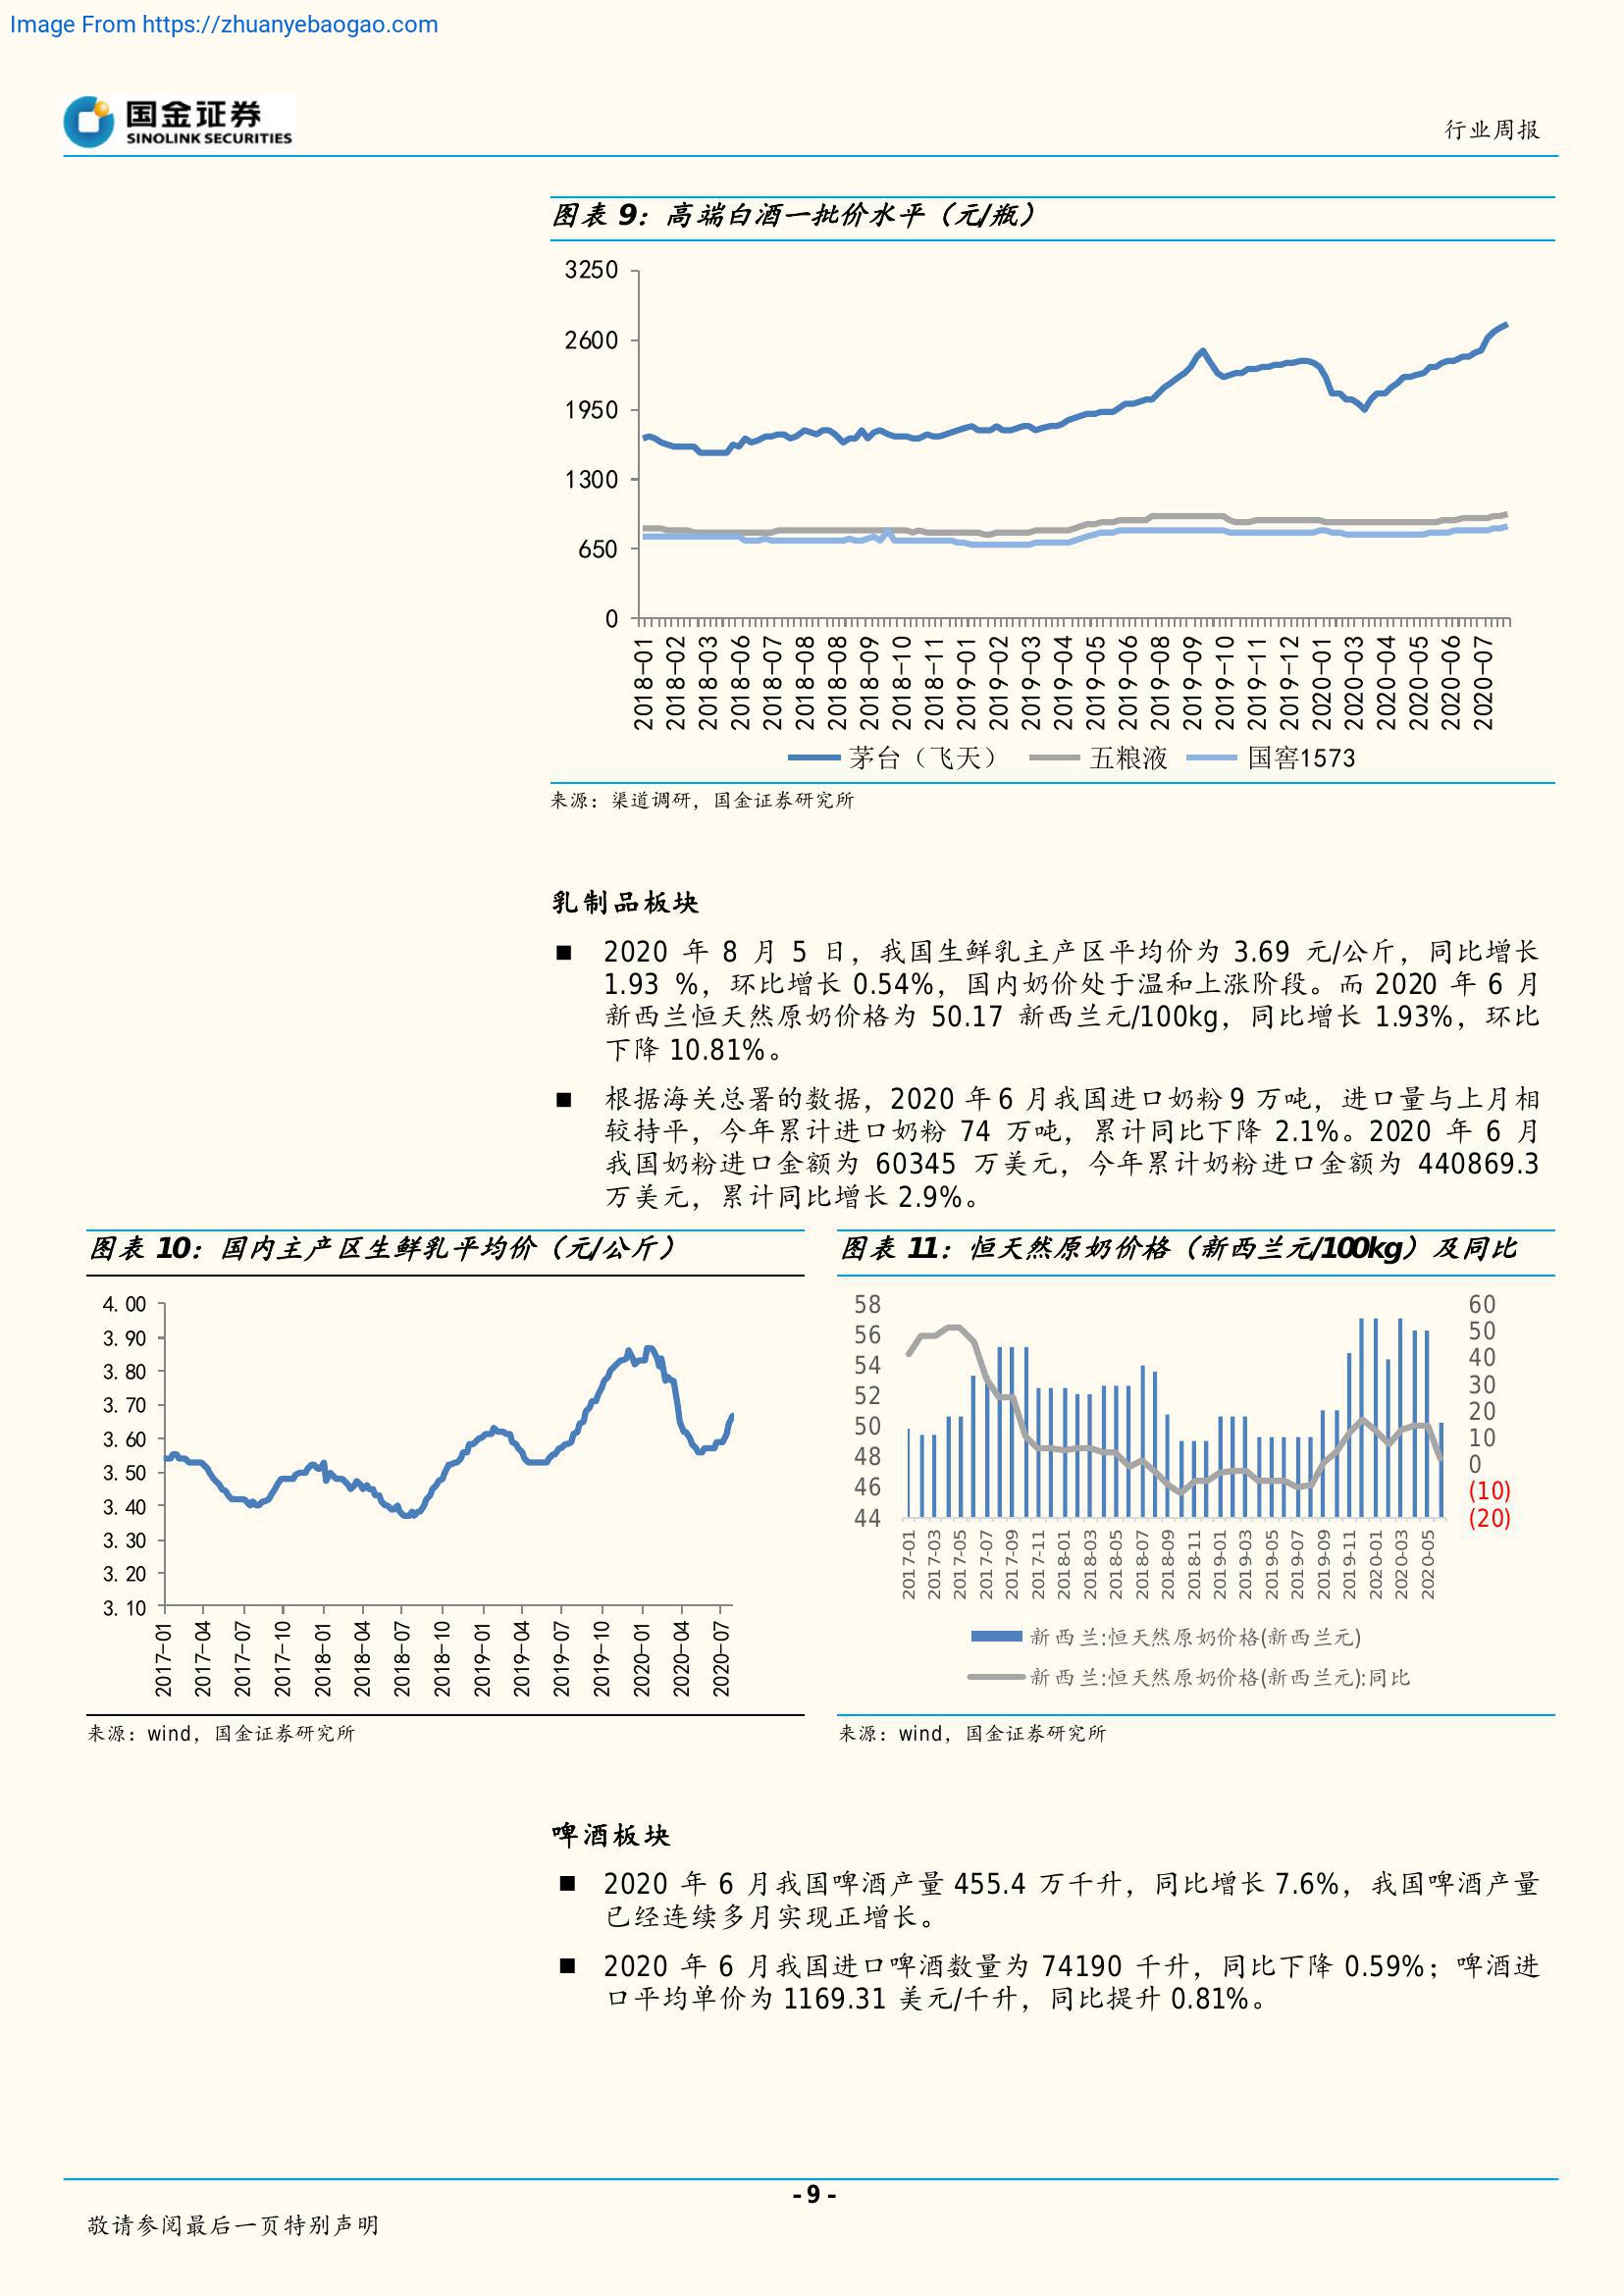 Image From https://zhuanyebaogao.com
国金证券
SINOLINK SECURITIES
行业周报
图表 9：高端白酒一批价水平（元/瓶）
3250
2600
1950
1300
650
0
2018-01 2018-02 2018-03 2018-06 2018-07 2018-08 2018-08 2018-09 2018-10 2018-11 2019-01 2019-02 2019-03 2019-04 2019-05 2019-06 2019-08 2019-09 2019-10 2019-11 2019-12 2020-01 2020-03 2020-04 2020-05 2020-06 2020-07
茅台（飞天） 五粮液 国窖1573
来源：渠道调研，国金证券研究所
乳制品板块
■ 2020 年 8 月 5 日，我国生鲜乳主产区平均价为 3.69 元/公斤，同比增长
1.93 %，环比增长 0.54%，国内奶价处于温和上涨阶段。而 2020 年 6 月
新西兰恒天然原奶价格为 50.17 新西兰元/100kg，同比增长 1.93%，环比
下降 10.81%。
■ 根据海关总署的数据，2020 年 6 月我国进口奶粉 9 万吨，进口量与上月相
较持平，今年累计进口奶粉 74 万吨，累计同比下降 2.1%。2020 年 6 月
我国奶粉进口金额为 60345 万美元，今年累计奶粉进口金额为 440869.3
万美元，累计同比增长 2.9%。
图表 10：国内主产区生鲜乳平均价（元/公斤）
4.00
3.90
3.80
3.70
3.60
3.50
3.40
3.30
3.20
3.10
2017-01 2017-04 2017-07 2017-10 2018-01 2018-04 2018-07 2018-10 2019-01 2019-04 2019-07 2019-10 2020-01 2020-04 2020-07
来源：wind，国金证券研究所
图表 11：恒天然原奶价格（新西兰元/100kg）及同比
58 60
56 50
54 40
52 30
50 20
48 10
46 0
44 (10)
(20)
2017-01 2017-03 2017-05 2017-07 2017-09 2017-11 2018-01 2018-03 2018-05 2018-07 2018-09 2018-11 2019-01 2019-03 2019-05 2019-07 2019-09 2019-11 2020-01 2020-03 2020-05
新西兰:恒天然原奶价格(新西兰元)
新西兰:恒天然原奶价格(新西兰元):同比
来源：wind，国金证券研究所
啤酒板块
■ 2020 年 6 月我国啤酒产量 455.4 万千升，同比增长 7.6%，我国啤酒产量
已经连续多月实现正增长。
■ 2020 年 6 月我国进口啤酒数量为 74190 千升，同比下降 0.59%；啤酒进
口平均单价为 1169.31 美元/千升，同比提升 0.81%。
- 9 -
敬请参阅最后一页特别声明